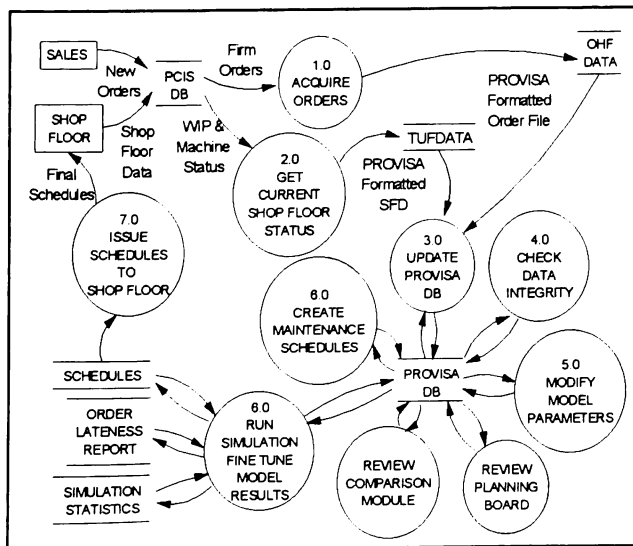 SALES
New
Orders
PCIS
DB
Firm
Orders
1.0
ACQUIRE
ORDERS
OHF
DATA
PROVISA
Formatted
Order File
SHOP
FLOOR
Shop
Floor
Data
WIP &
Machine
Status
Final
Schedules
2.0
GET
CURRENT
SHOP FLOOR
STATUS
TUFDATA
PROVISA
Formatted
SFD
7.0
ISSUE
SCHEDULES
TO
SHOP FLOOR
3.0
UPDATE
PROVISA
DB
4.0
CHECK
DATA
INTEGRITY
6.0
CREATE
MAINTENANCE
SCHEDULES
PROVISA
DB
5.0
MODIFY
MODEL
PARAMETERS
SCHEDULES
ORDER
LATENESS
REPORT
SIMULATION
STATISTICS
6.0
RUN
SIMULATION
FINE TUNE
MODEL
RESULTS
REVIEW
COMPARISON
MODULE
REVIEW
PLANNING
BOARD